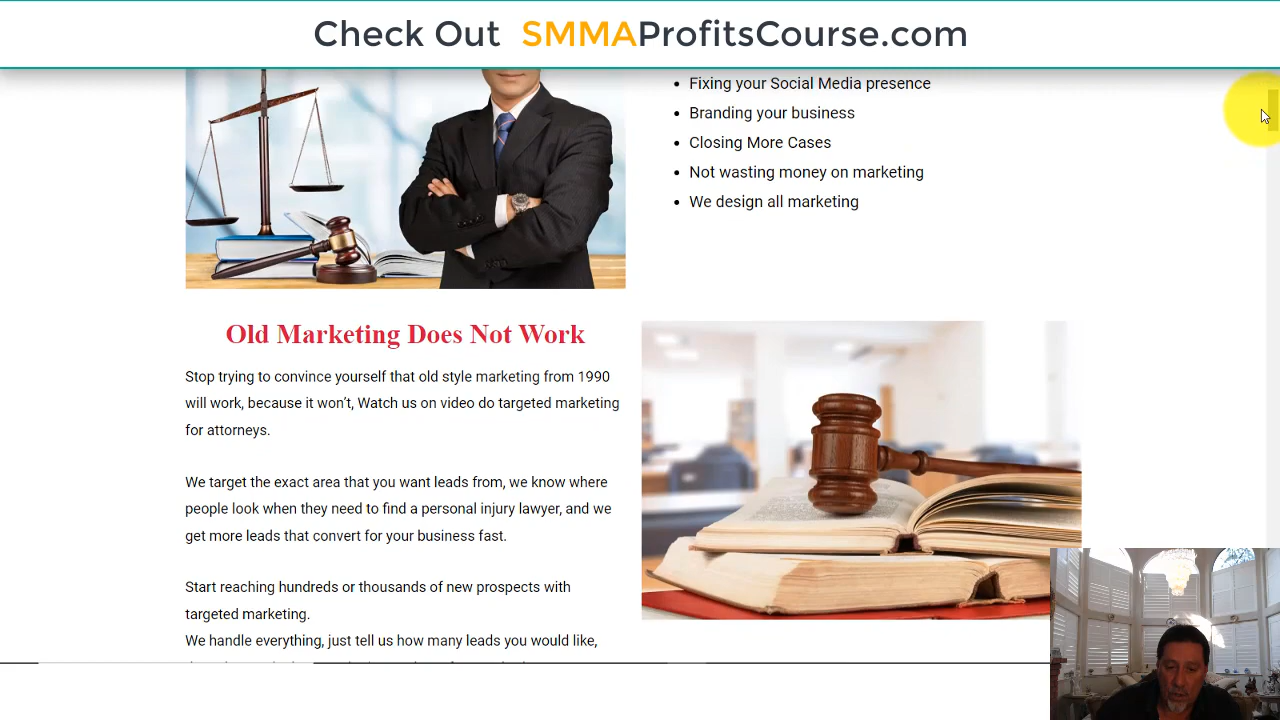 Check Out SMMAProfitsCourse.com
Fixing your Social Media presence
Branding your business
Closing More Cases
Not wasting money on marketing
We design all marketing
Old Marketing Does Not Work
Stop trying to convince yourself that old style marketing from 1990
will work, because it won't, Watch us on video do targeted marketing
for attorneys.
We target the exact area that you want leads from, we know where
people look when they need to find a personal injury lawyer, and we
get more leads that convert for your business fast.
Start reaching hundreds or thousands of new prospects with
targeted marketing.
We handle everything, just tell us how many leads you would like,